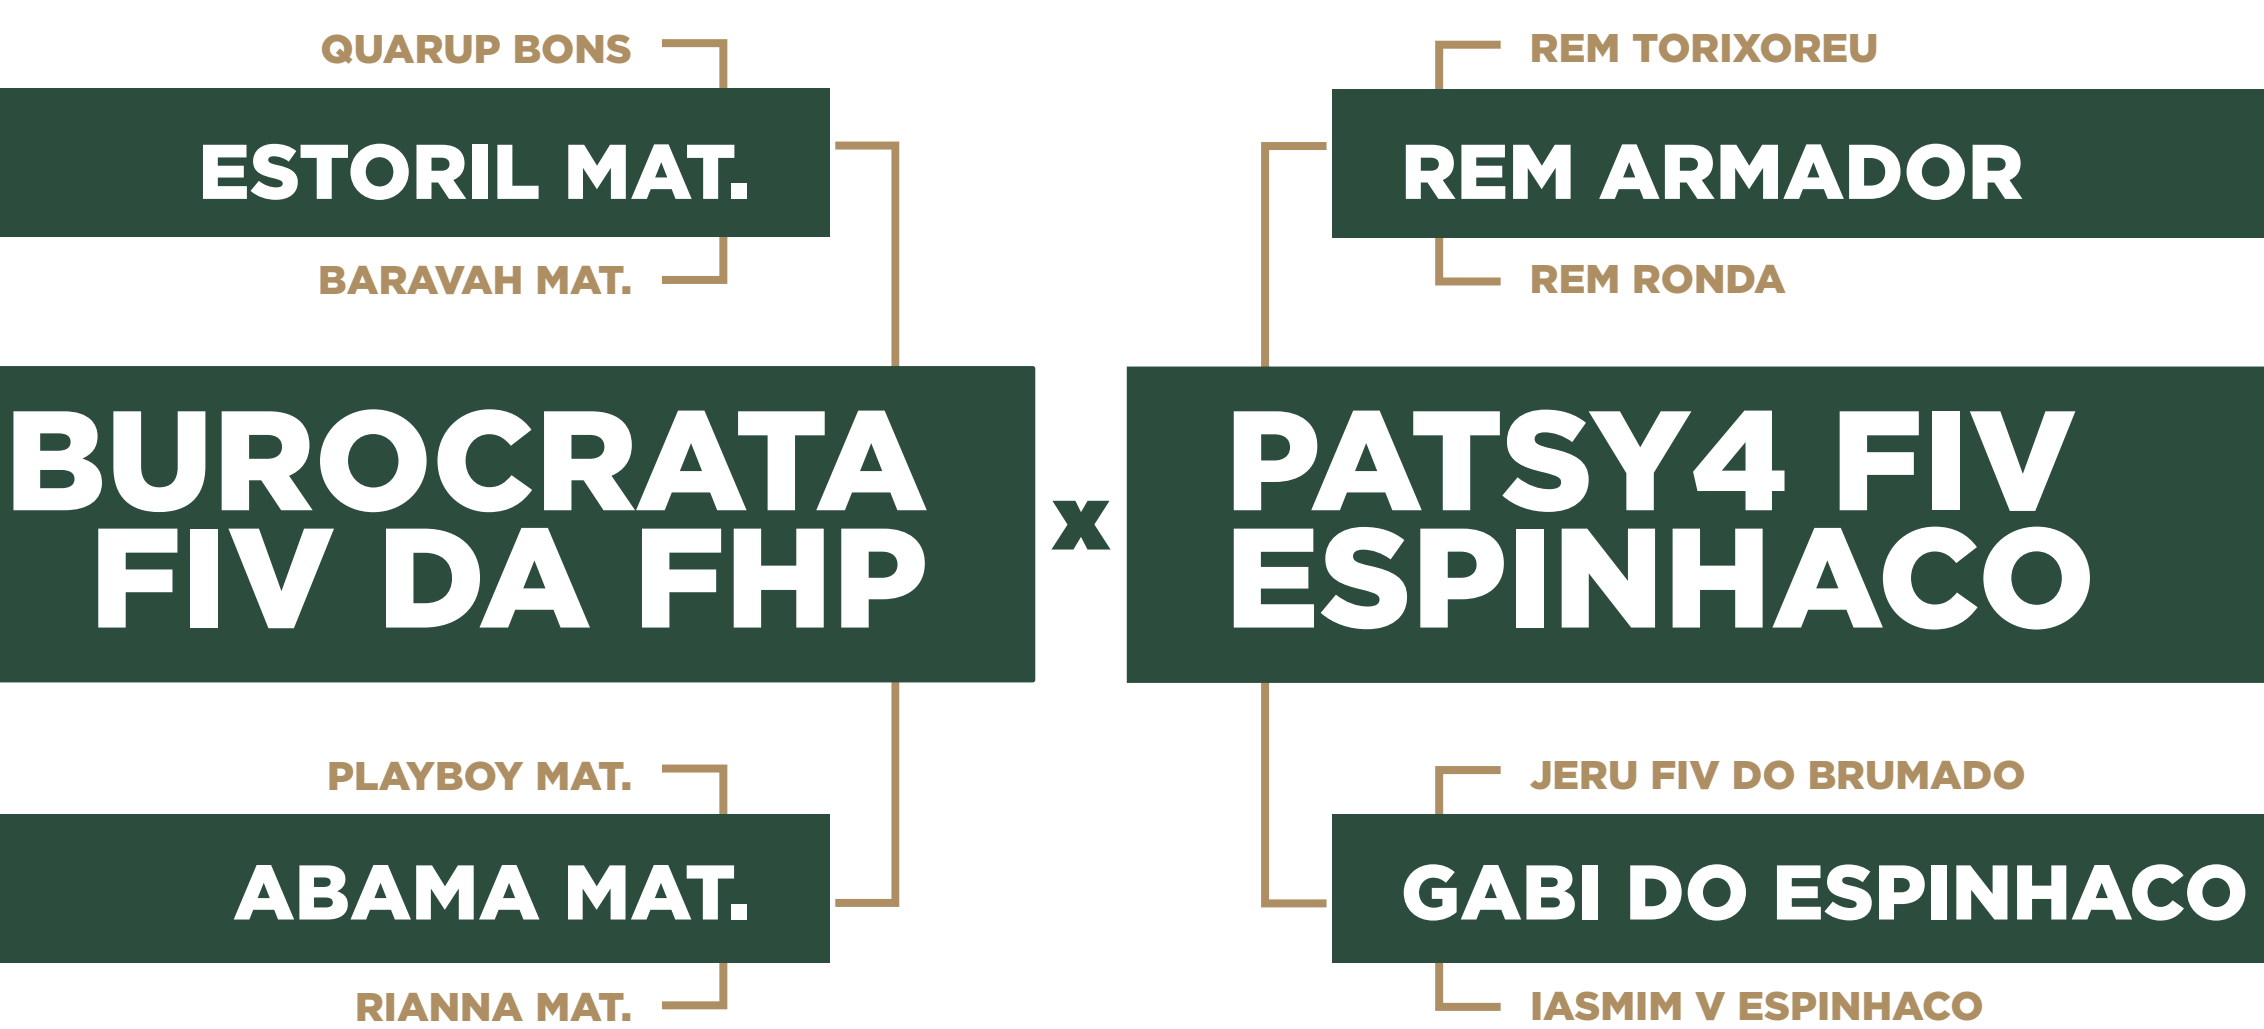 QUARUP BONS
ESTORIL MAT.
BARAVAH MAT.
BUROCRATA
FIV DA FHP
PLAYBOY MAT.
ABAMA MAT.
RIANNA MAT.
x
REM TORIXOREU
REM ARMADOR
REM RONDA
PATSY4 FIV
ESPINHACO
JERU FIV DO BRUMADO
GABI DO ESPINHACO
IASMIM V ESPINHACO